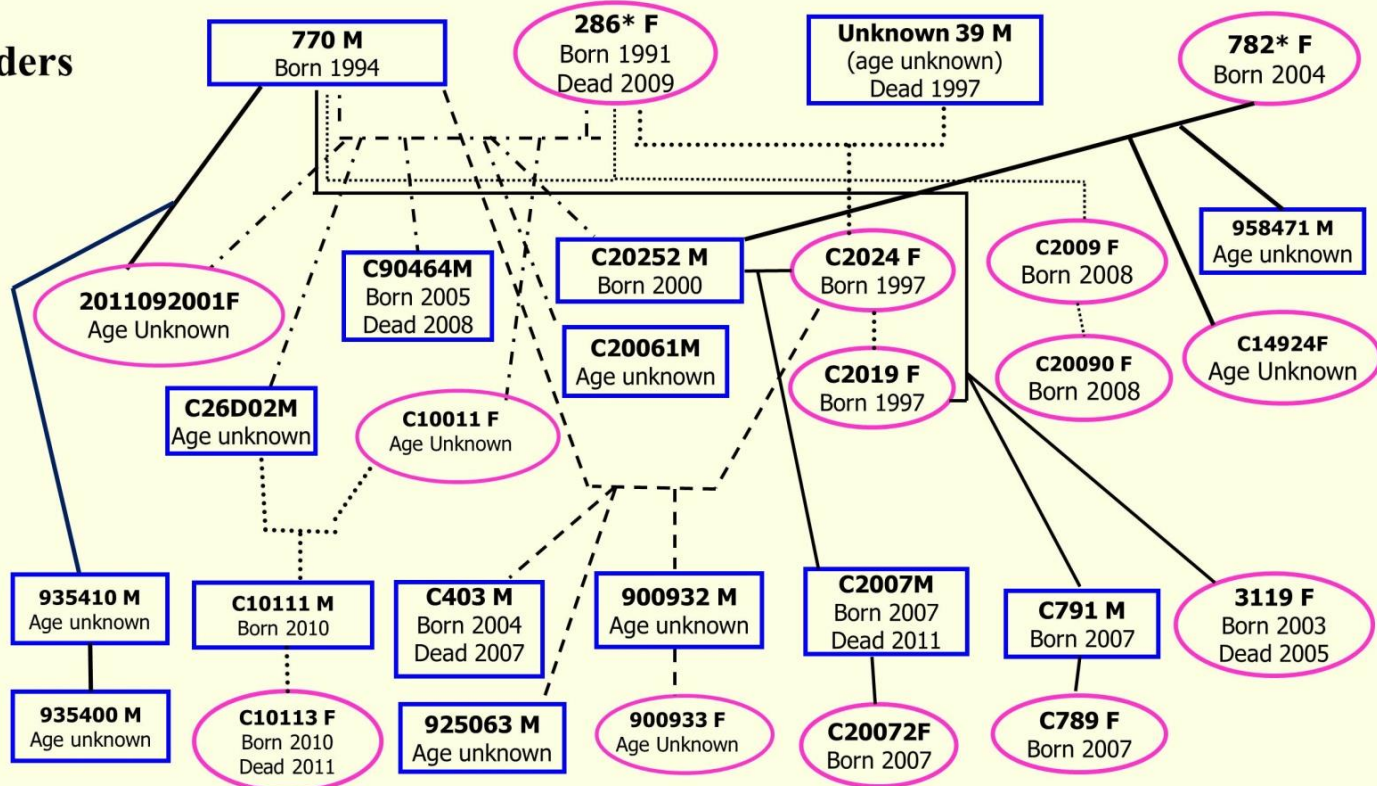 ders
770 M
Born 1994
286* F
Born 1991
Dead 2009
Unknown 39 M
(age unknown)
Dead 1997
782* F
Born 2004
2011092001F
Age Unknown
C90464M
Born 2005
Dead 2008
C20252 M
Born 2000
C2024 F
Born 1997
C2009 F
Born 2008
958471 M
Age unknown
C20061M
Age unknown
C2019 F
Born 1997
C20090 F
Born 2008
C14924F
Age Unknown
C26D02M
Age unknown
C10011 F
Age Unknown
935410 M
Age unknown
C10111 M
Born 2010
C403 M
Born 2004
Dead 2007
900932 M
Age unknown
C2007M
Born 2007
Dead 2011
C791 M
Born 2007
3119 F
Born 2003
Dead 2005
935400 M
Age unknown
C10113 F
Born 2010
Dead 2011
925063 M
Age unknown
900933 F
Age Unknown
C20072F
Born 2007
C789 F
Born 2007